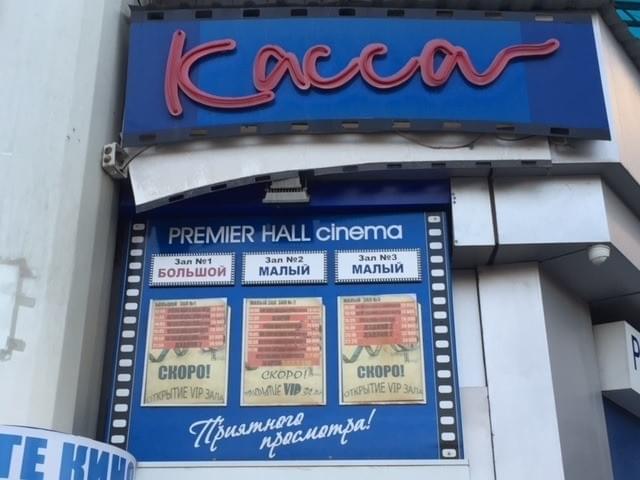 Касса
PREMIER HALL cinema
Зал №1
БОЛЬШОЙ
Зал №2
МАЛЫЙ
Зал №3
МАЛЫЙ
СКОРО!
ОТКРЫТИЕ VIP ЗАЛА
СКОРО!
ОТКРЫТИЕ VIP ЗАЛА
СКОРО!
ОТКРЫТИЕ VIP ЗАЛА
Приятного
просмотра!
ТЕ КИНО
P